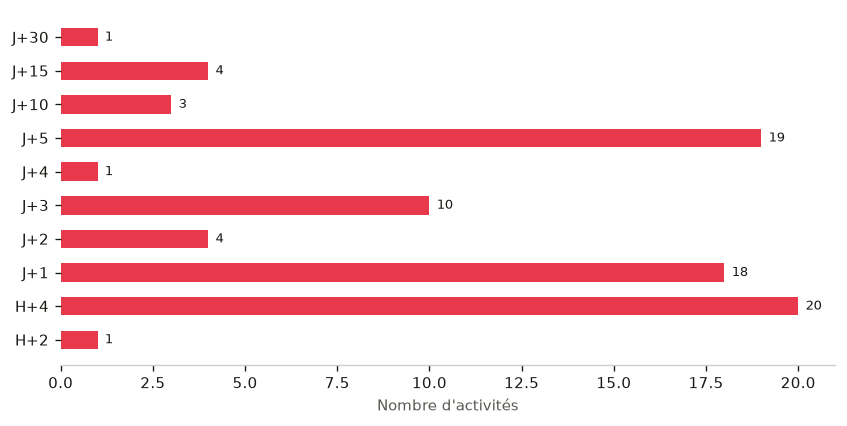 J+30 1
J+15 4
J+10 3
J+5 19
J+4 1
J+3 10
J+2 4
J+1 18
H+4 20
H+2 1
0.0 2.5 5.0 7.5 10.0 12.5 15.0 17.5 20.0
Nombre d'activités